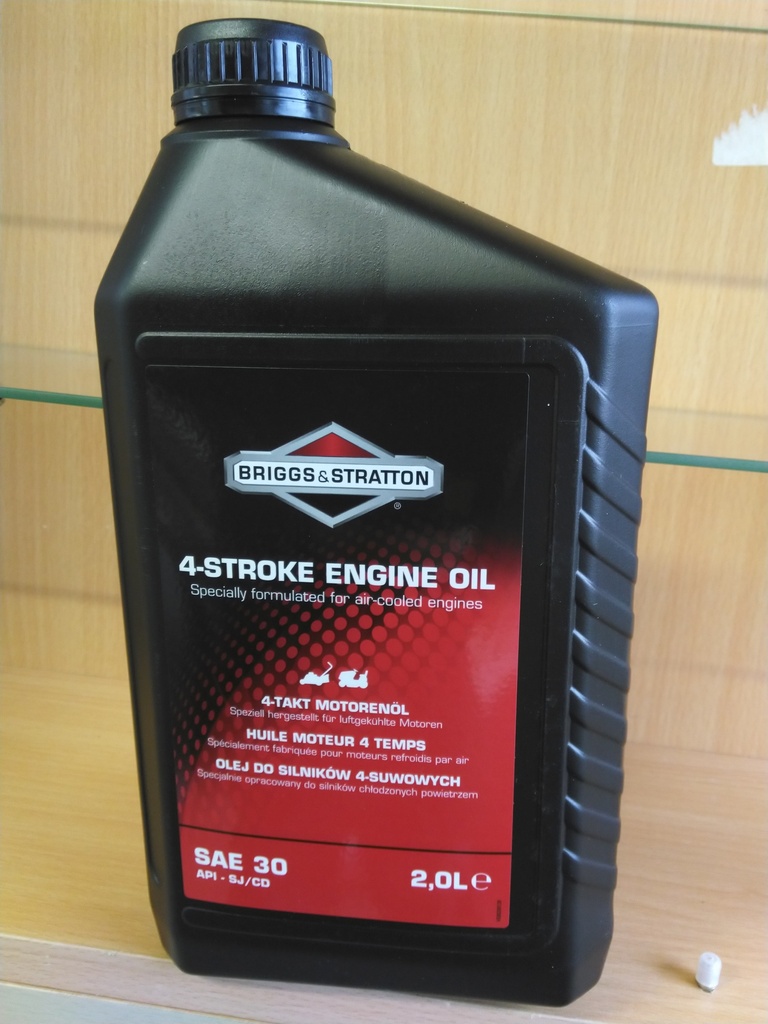 BRIGGS & STRATTON
®
4-STROKE ENGINE OIL
Specially formulated for air-cooled engines
4-TAKT MOTORENÖL
Speziell hergestellt für luftgekühlte Motoren
HUILE MOTEUR 4 TEMPS
Spécialement fabriquée pour moteurs refroidis par air
OLEJ DO SILNIKÓW 4-SUWOWYCH
Specjalnie opracowany do silników chłodzonych powietrzem
SAE 30
API - SJ/CD
2,0L ℮